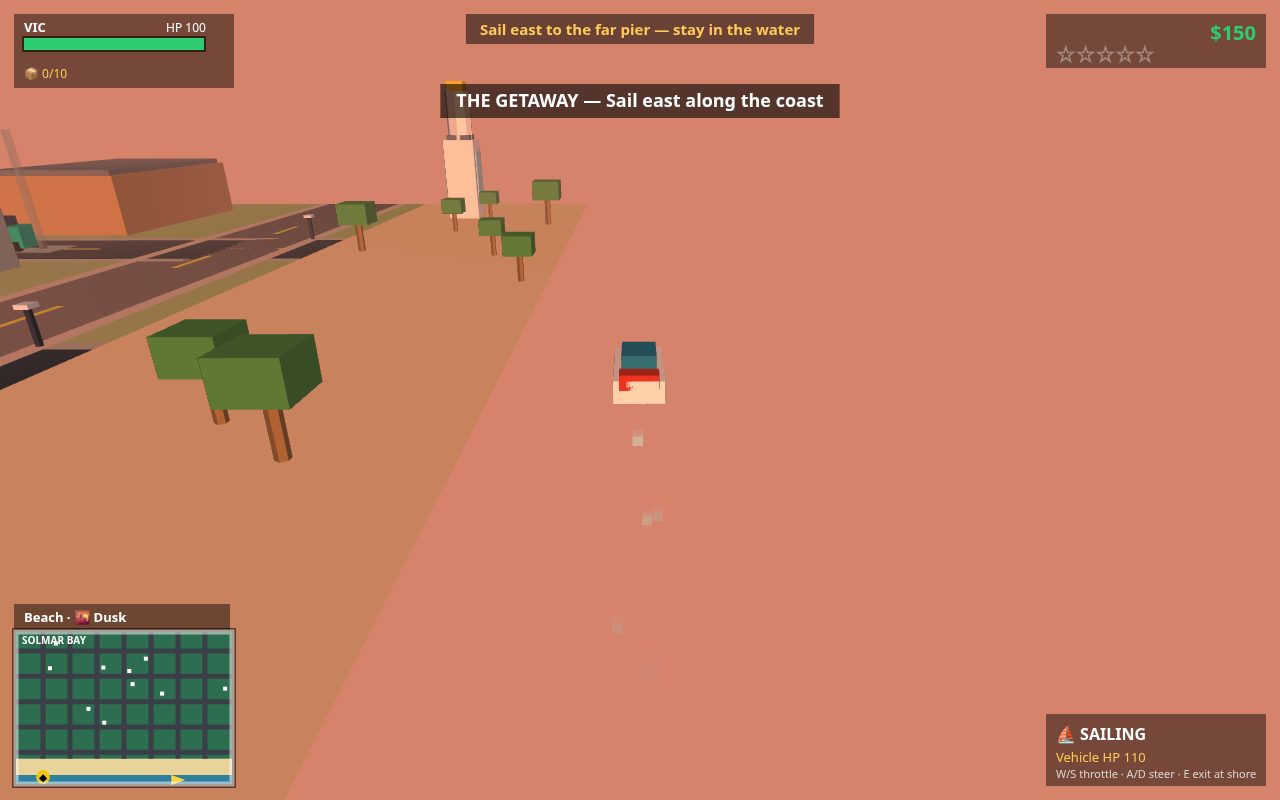 VIC
HP 100
📦 0/10
Sail east to the far pier — stay in the water
$150
☆☆☆☆☆
THE GETAWAY — Sail east along the coast
Beach · 🌇 Dusk
SOLMAR BAY
⛵ SAILING
Vehicle HP 110
W/S throttle · A/D steer · E exit at shore